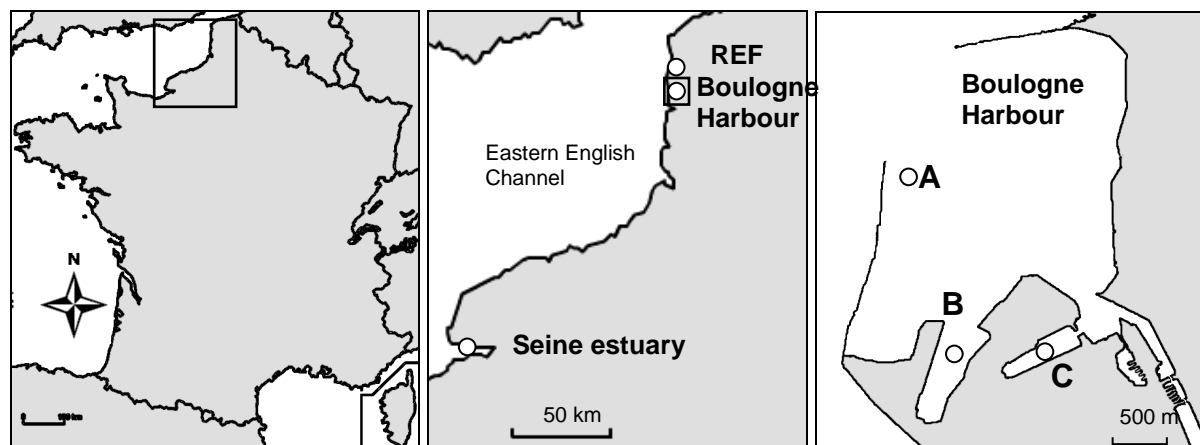 N
REF
Boulogne
Harbour
Eastern English
Channel
Seine estuary
50 km
Boulogne
Harbour
A
B
C
500 m